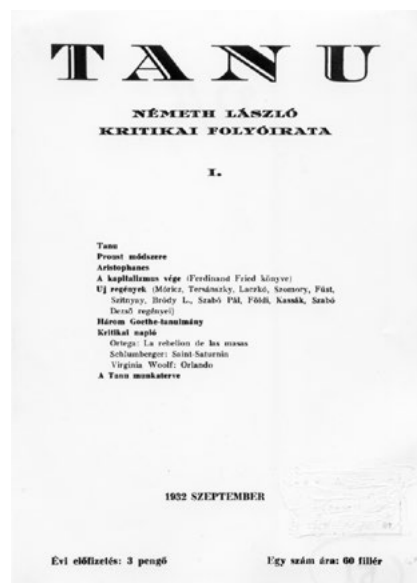 TANU
NÉMETH LÁSZLÓ
KRITIKAI FOLYÓIRATA
I.
Tanu
Proust módszere
Aristophanes
A kapitalizmus vége (Ferdinand Fried könyve)
Uj regények (Móricz, Tersánszky, Laczkó, Szomory, Füst,
Szitnyay, Bródy L., Szabó Pál, Földi, Kassák, Szabó
Dezső regényei)
Három Goethe-tanulmány
Kritikai napló
Ortega: La rebelion de las masas
Schlumberger: Saint-Saturnin
Virginia Woolf: Orlando
A Tanu munkaterve
1932 SZEPTEMBER
Évi előfizetés: 3 pengő
Egy szám ára: 60 fillér